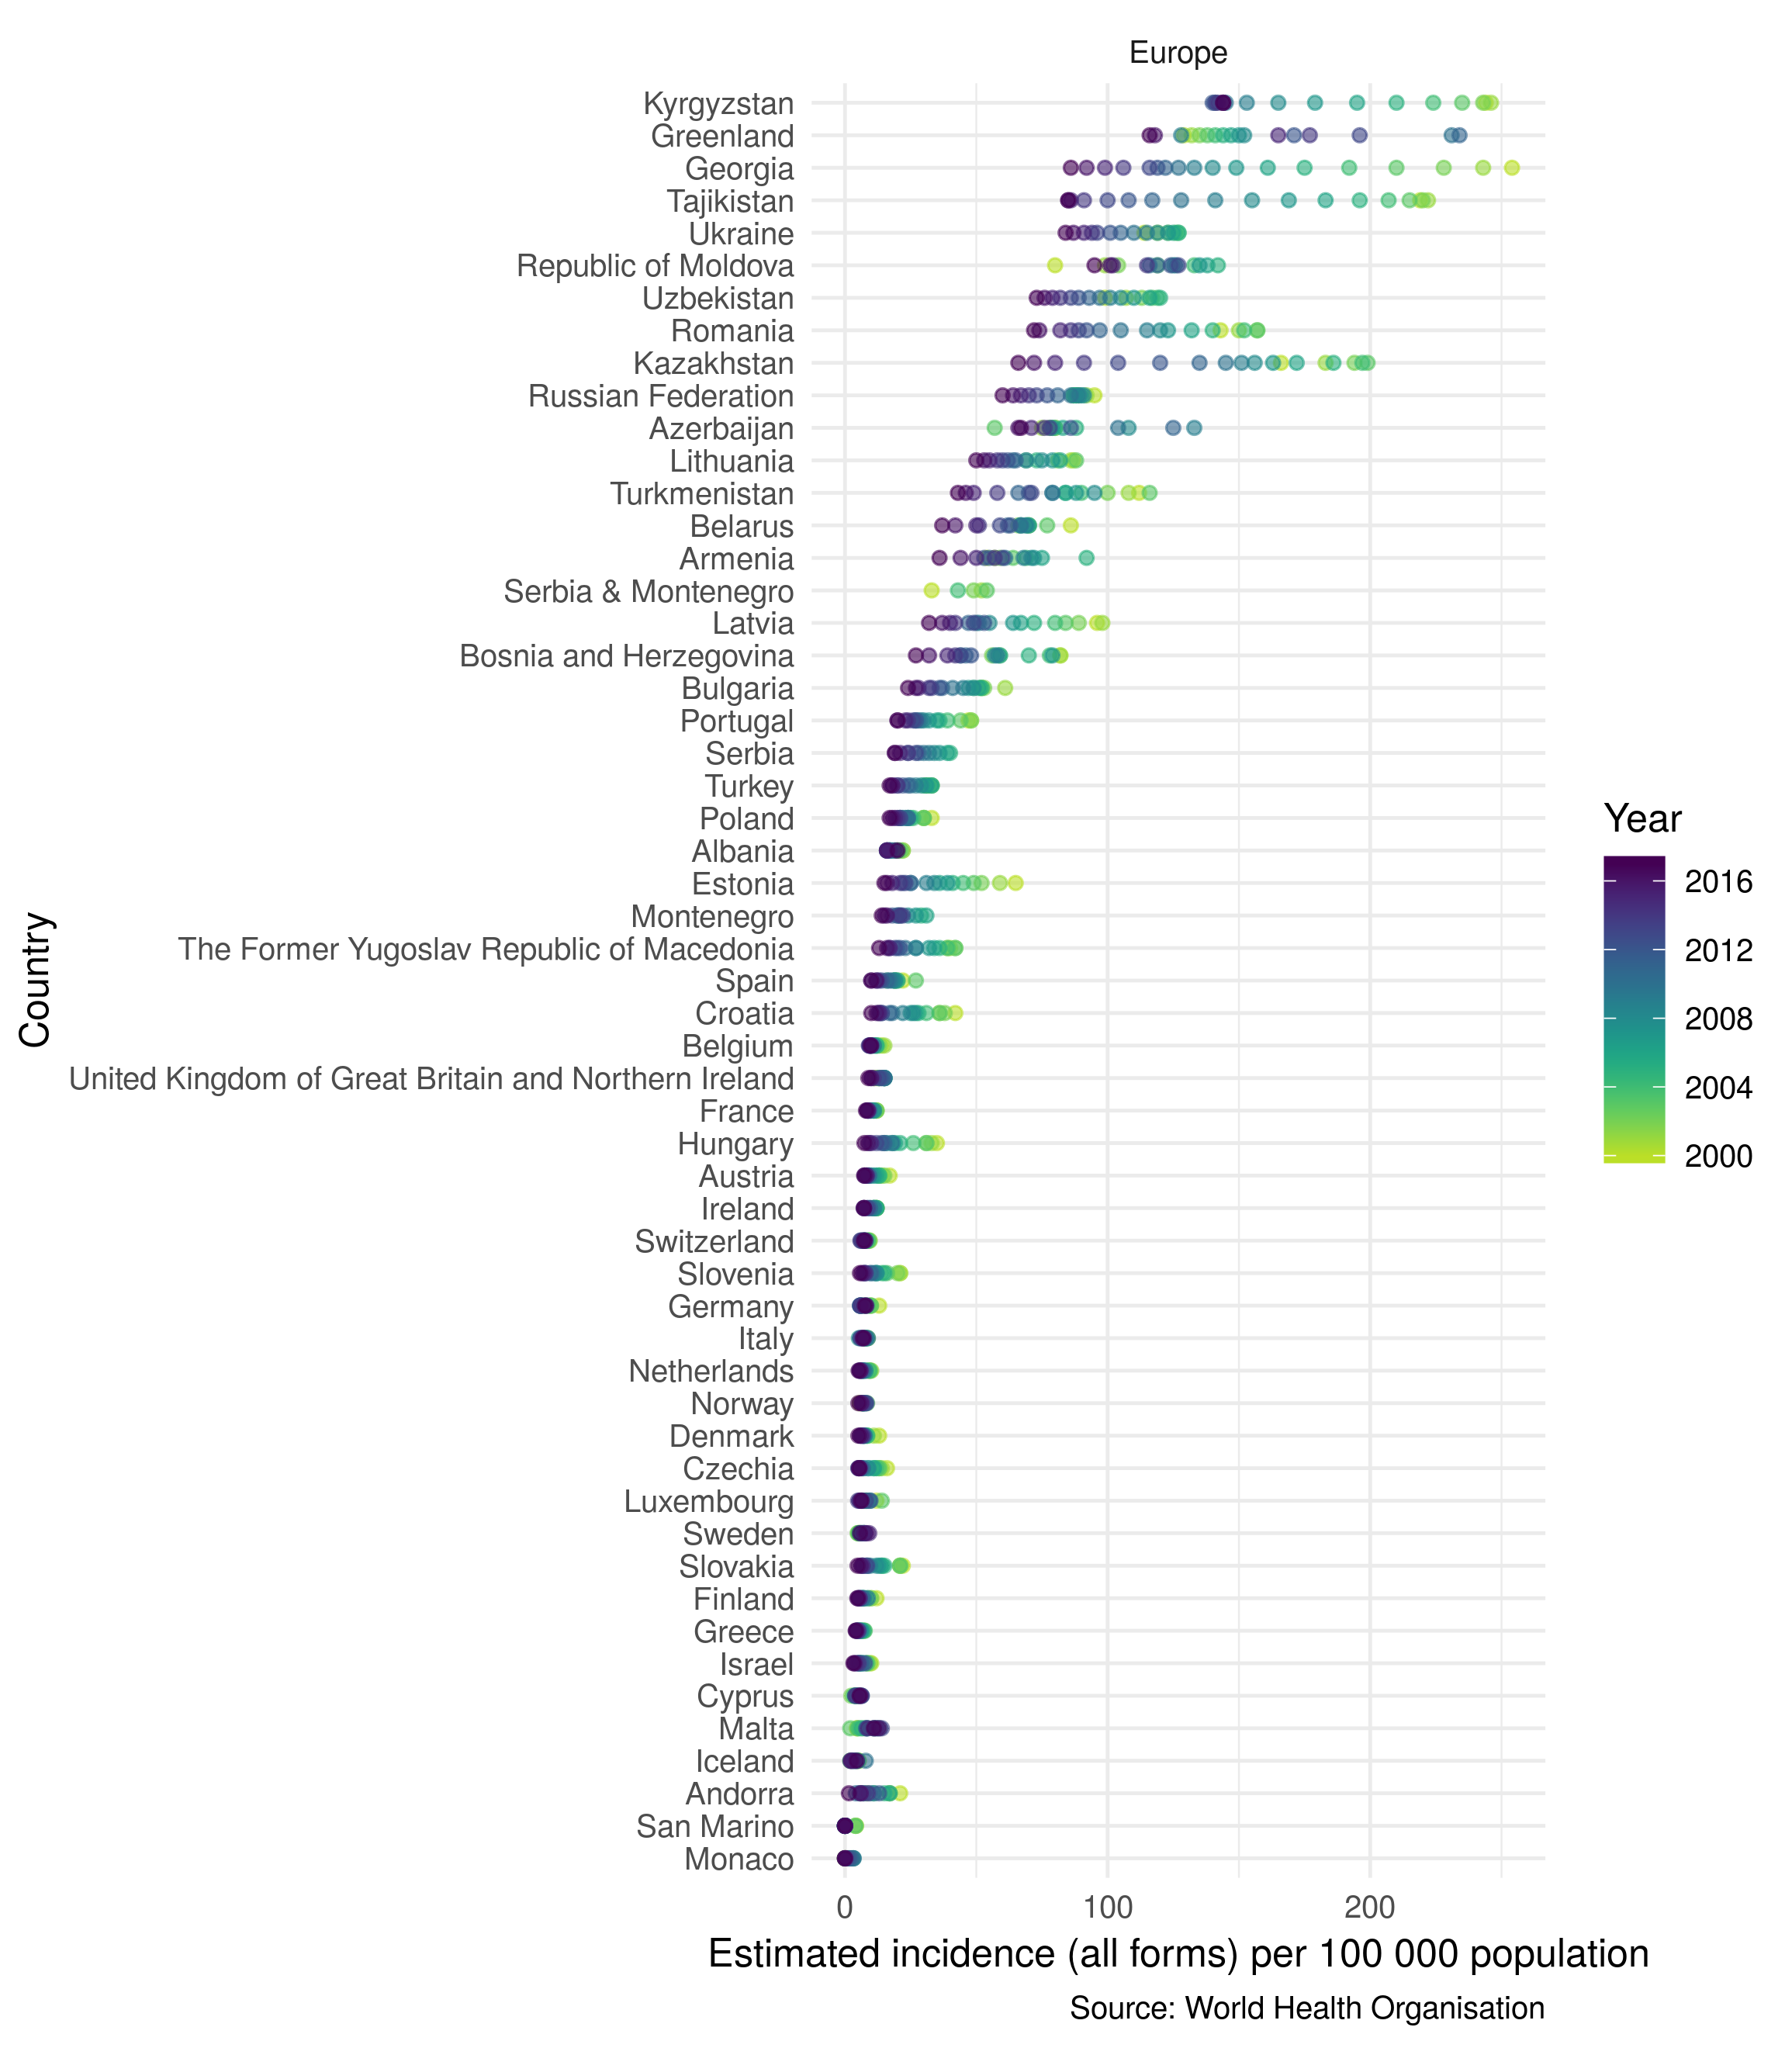 Europe
Kyrgyzstan
Greenland
Georgia
Tajikistan
Ukraine
Republic of Moldova
Uzbekistan
Romania
Kazakhstan
Russian Federation
Azerbaijan
Lithuania
Turkmenistan
Belarus
Armenia
Serbia & Montenegro
Latvia
Bosnia and Herzegovina
Bulgaria
Portugal
Serbia
Turkey
Poland
Albania
Estonia
Montenegro
The Former Yugoslav Republic of Macedonia
Spain
Croatia
Belgium
United Kingdom of Great Britain and Northern Ireland
France
Hungary
Austria
Ireland
Switzerland
Slovenia
Germany
Italy
Netherlands
Norway
Denmark
Czechia
Luxembourg
Sweden
Slovakia
Finland
Greece
Israel
Cyprus
Malta
Iceland
Andorra
San Marino
Monaco
Country
0 100 200
Estimated incidence (all forms) per 100 000 population
Source: World Health Organisation
Year
2016
2012
2008
2004
2000